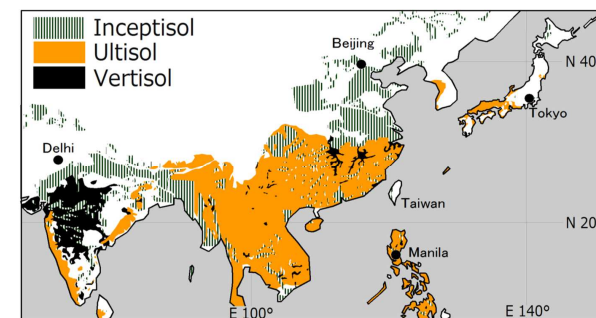 Inceptisol
Ultisol
Vertisol
Beijing
N 40
Tokyo
Delhi
Taiwan
N 20
Manila
E 100°
E 140°